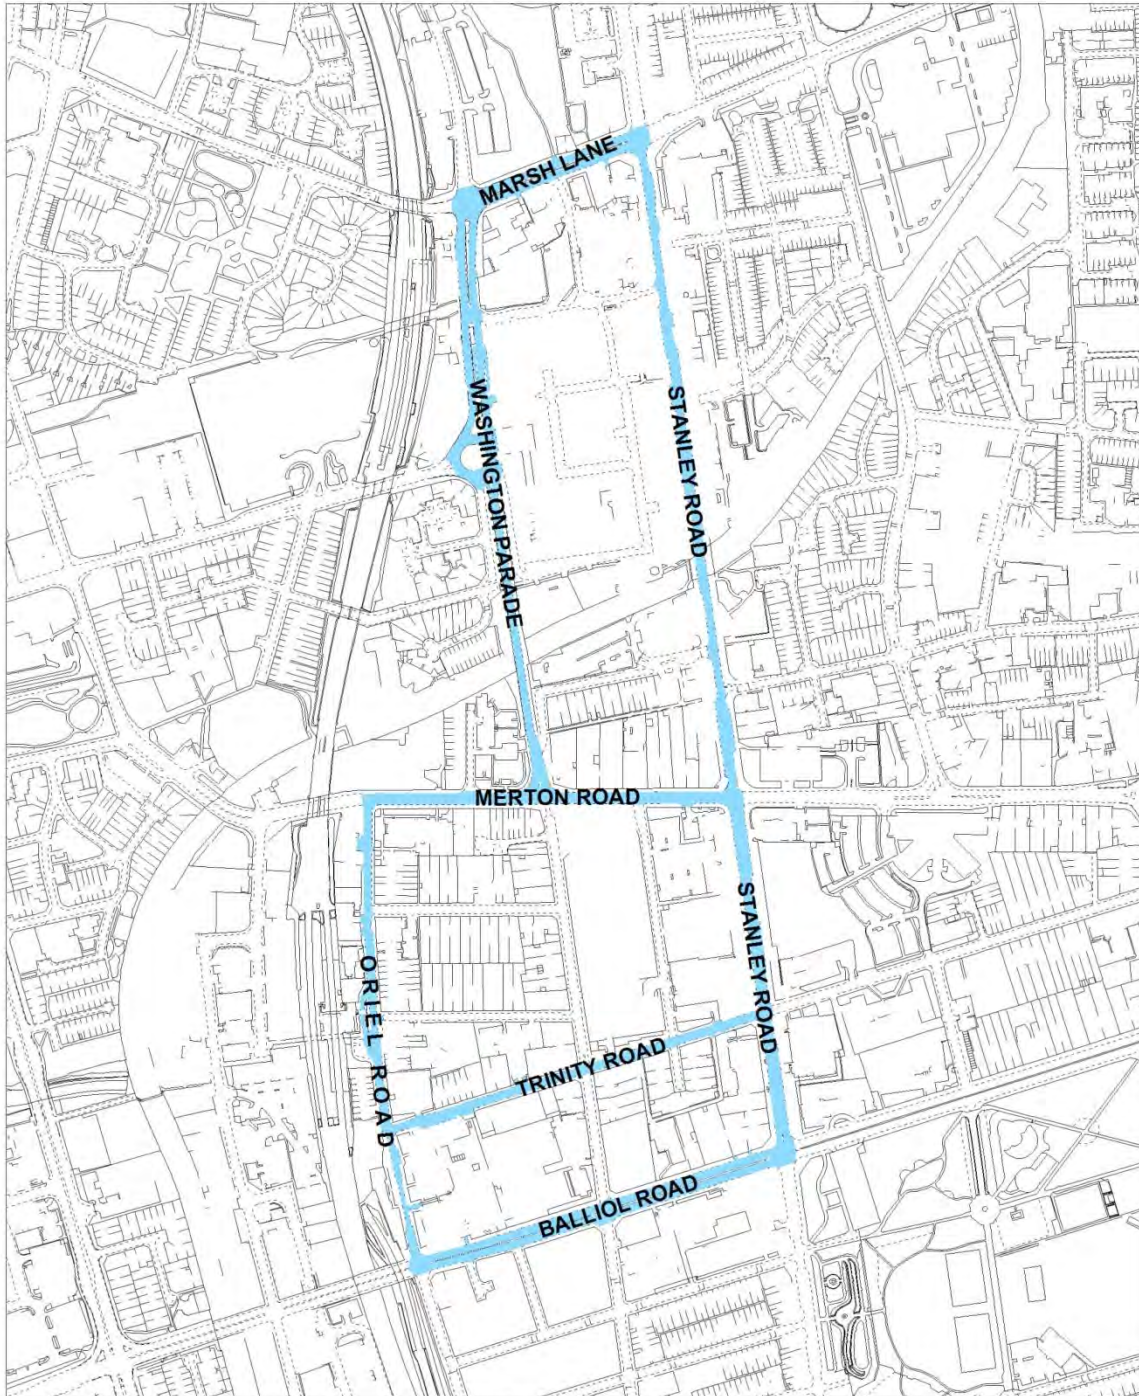 MARSH LANE
WASHINGTON PARADE
STANLEY ROAD
MERTON ROAD
STANLEY ROAD
ORIEL ROAD
TRINITY ROAD
BALLIOL ROAD